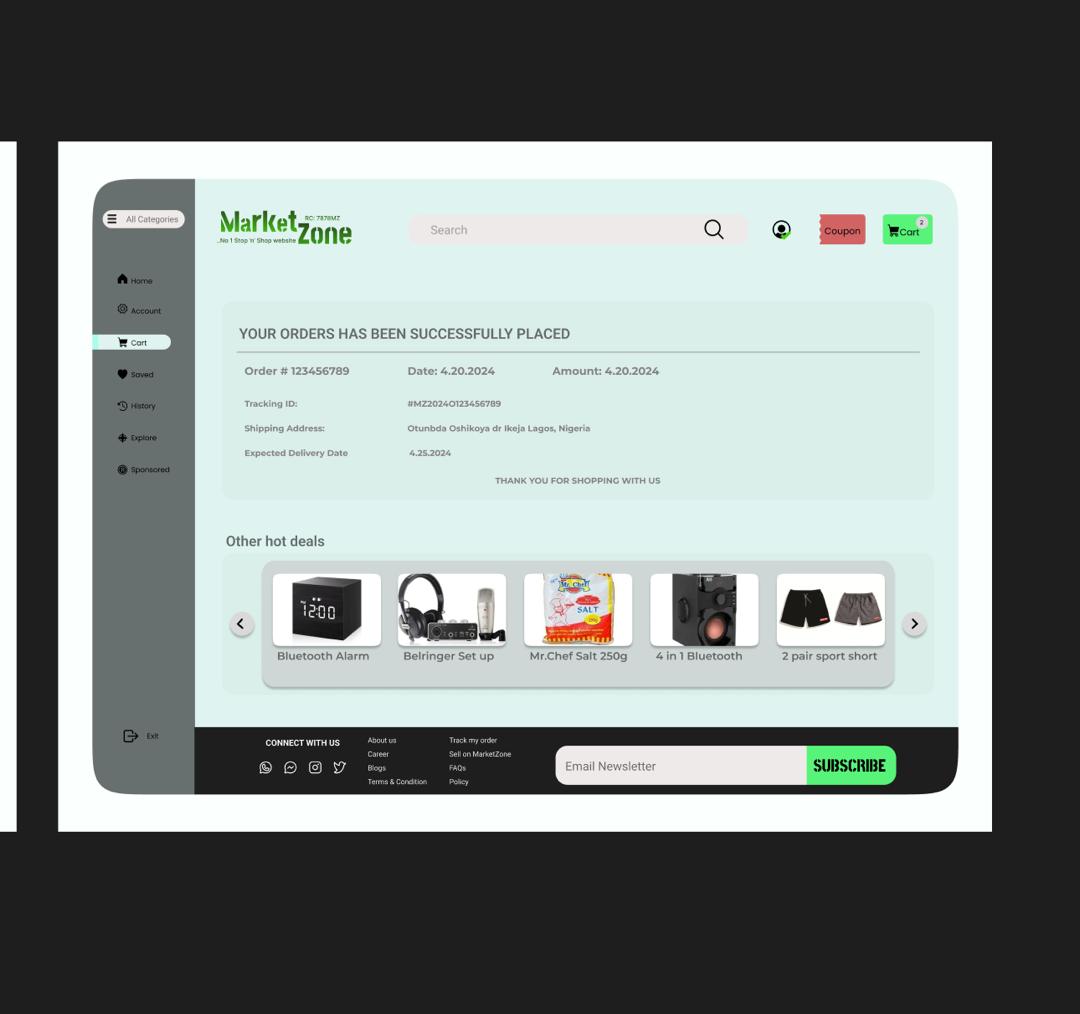 All Categories
Home
Account
Cart
Saved
History
Explore
Sponsored
Exit
Market
RC: 7878MZ
..No 1 Stop 'n' Shop website
Zone
Search
Coupon
2
Cart
YOUR ORDERS HAS BEEN SUCCESSFULLY PLACED
Order # 123456789 Date: 4.20.2024 Amount: 4.20.2024
Tracking ID: #MZ2024O123456789
Shipping Address: Otunbda Oshikoya dr Ikeja Lagos, Nigeria
Expected Delivery Date 4.25.2024
THANK YOU FOR SHOPPING WITH US
Other hot deals
12:00
Mr. Chef
SALT
Bluetooth Alarm Belringer Set up Mr.Chef Salt 250g 4 in 1 Bluetooth 2 pair sport short
CONNECT WITH US
About us
Career
Blogs
Terms & Condition
Track my order
Sell on MarketZone
FAQs
Policy
Email Newsletter
SUBSCRIBE